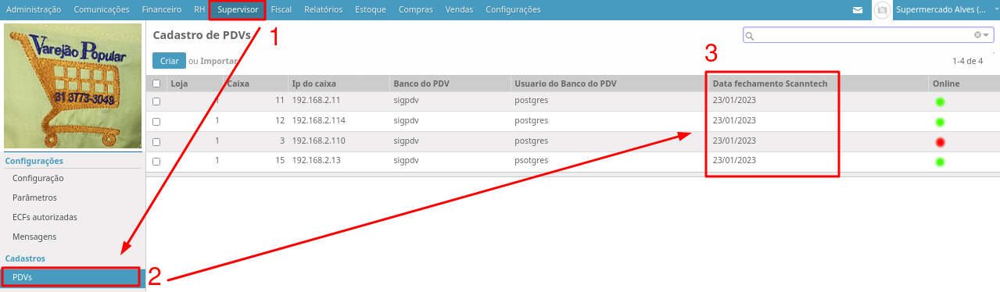 Administração Comunicações Financeiro RH Supervisor Fiscal Relatórios Estoque Compras Vendas Configurações Supermercado Alves (...
Varejão Popular
31 3773-3049
Cadastro de PDVs
1
3
Criar ou Importar
1-4 de 4
Loja Caixa Ip do caixa Banco do PDV Usuario do Banco do PDV Data fechamento Scanntech Online
1 11 192.168.2.11 sigpdv postgres 23/01/2023
1 12 192.168.2.114 sigpdv postgres 23/01/2023
1 3 192.168.2.110 sigpdv postgres 23/01/2023
1 15 192.168.2.13 sigpdv psotgres 23/01/2023
Configurações
Configuração
Parâmetros
ECFs autorizadas
Mensagens
Cadastros
PDVs
2